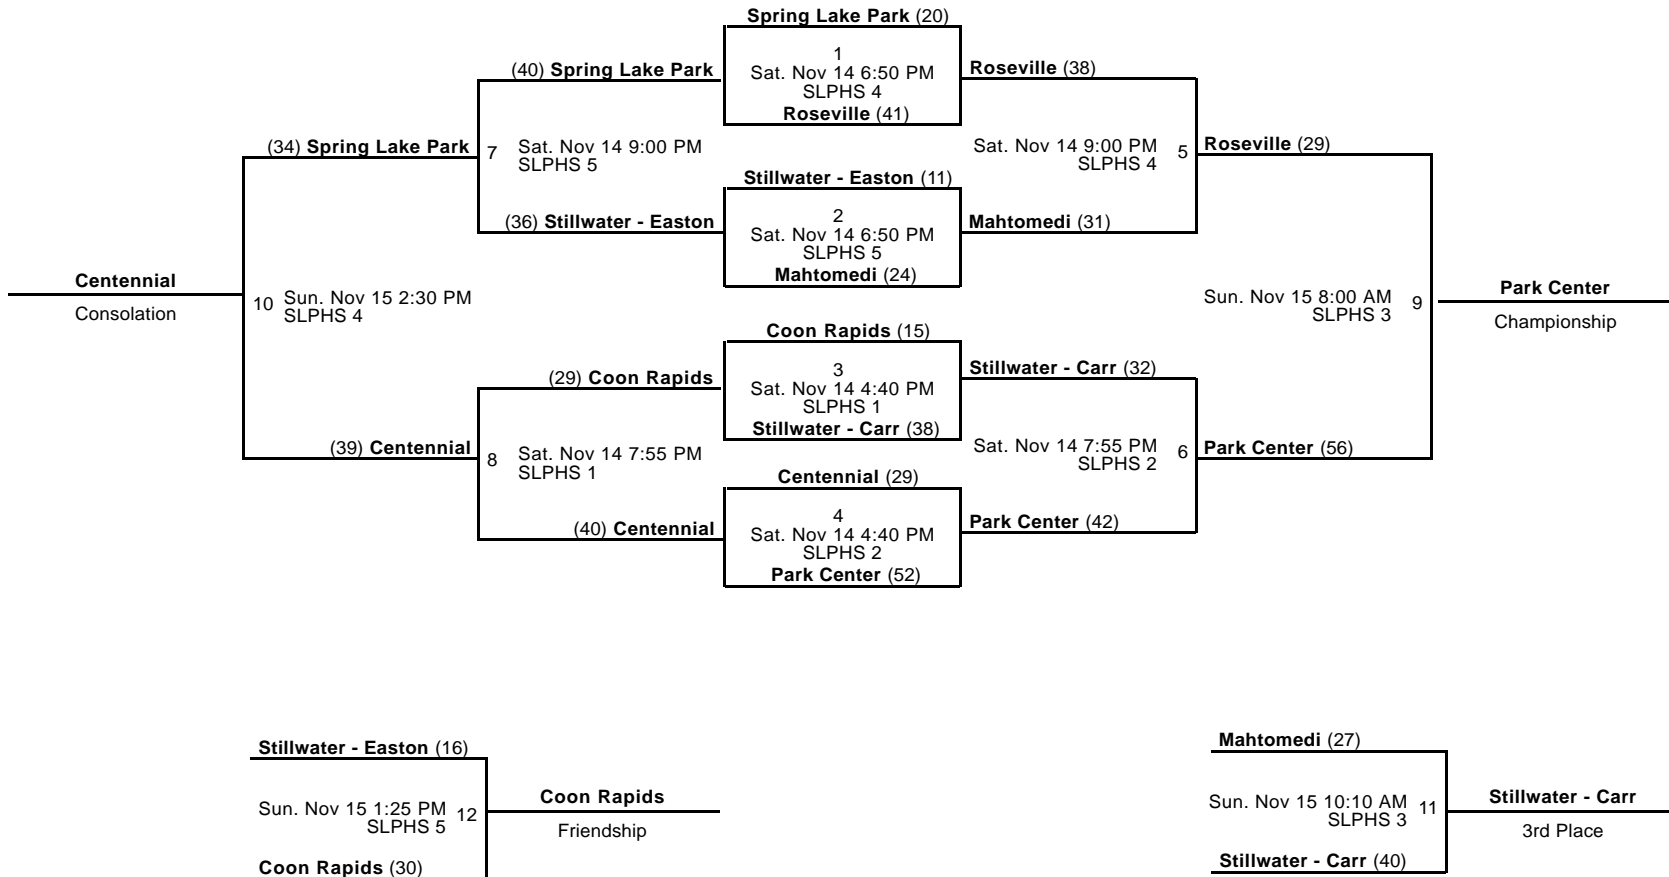 Spring Lake Park (20)
1
Sat. Nov 14 6:50 PM
SLPHS 4
Roseville (41)
(40) Spring Lake Park
Roseville (38)
(34) Spring Lake Park
7 Sat. Nov 14 9:00 PM
SLPHS 5
Sat. Nov 14 9:00 PM 5
SLPHS 4
Roseville (29)
Stillwater - Easton (11)
2
Sat. Nov 14 6:50 PM
SLPHS 5
Mahtomedi (24)
(36) Stillwater - Easton
Mahtomedi (31)
Centennial
Consolation
10 Sun. Nov 15 2:30 PM
SLPHS 4
Sun. Nov 15 8:00 AM 9
SLPHS 3
Park Center
Championship
Coon Rapids (15)
3
Sat. Nov 14 4:40 PM
SLPHS 1
Stillwater - Carr (38)
(29) Coon Rapids
Stillwater - Carr (32)
(39) Centennial
8 Sat. Nov 14 7:55 PM
SLPHS 1
Sat. Nov 14 7:55 PM 6
SLPHS 2
Park Center (56)
Centennial (29)
4
Sat. Nov 14 4:40 PM
SLPHS 2
Park Center (52)
(40) Centennial
Park Center (42)
Stillwater - Easton (16)
Sun. Nov 15 1:25 PM 12
SLPHS 5
Coon Rapids (30)
Coon Rapids
Friendship
Mahtomedi (27)
Sun. Nov 15 10:10 AM 11
SLPHS 3
Stillwater - Carr (40)
Stillwater - Carr
3rd Place